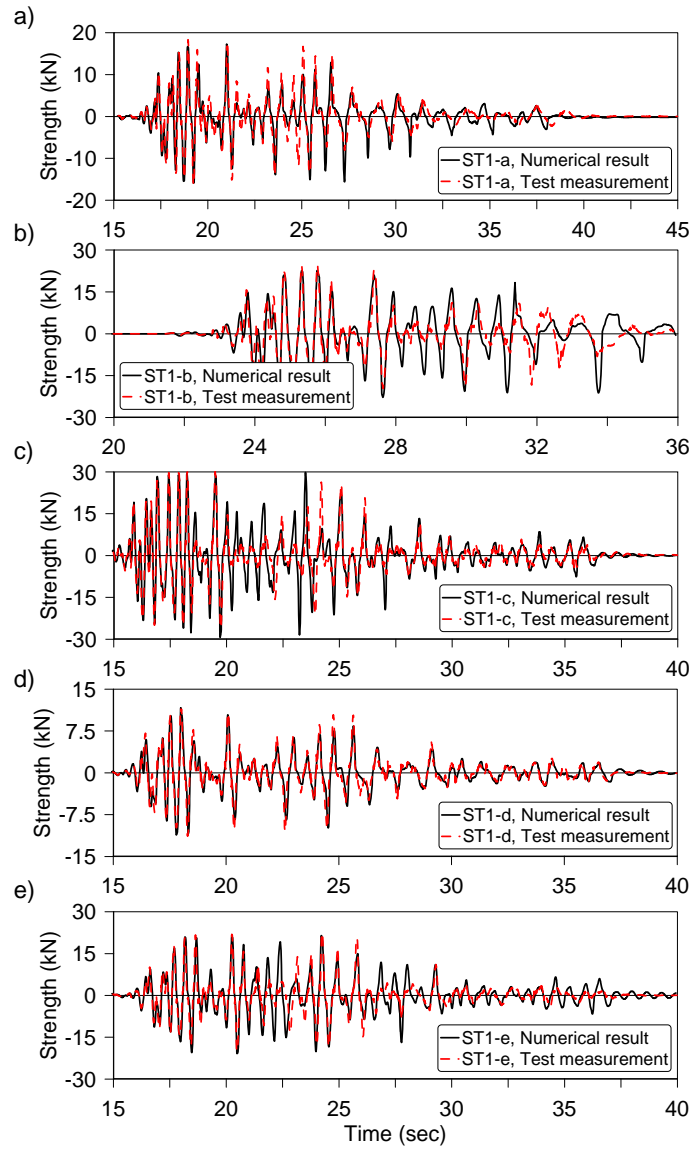 a)
20
10
0
-10
-20
Strength (kN)
ST1-a, Numerical result
ST1-a, Test measurement
15 20 25 30 35 40 45
b)
30
15
0
-15
-30
Strength (kN)
ST1-b, Numerical result
ST1-b, Test measurement
20 24 28 32 36
c)
30
15
0
-15
-30
Strength (kN)
ST1-c, Numerical result
ST1-c, Test measurement
15 20 25 30 35 40
d)
15
7.5
0
-7.5
-15
Strength (kN)
ST1-d, Numerical result
ST1-d, Test measurement
15 20 25 30 35 40
e)
30
15
0
-15
-30
Strength (kN)
ST1-e, Numerical result
ST1-e, Test measurement
15 20 25 30 35 40
Time (sec)